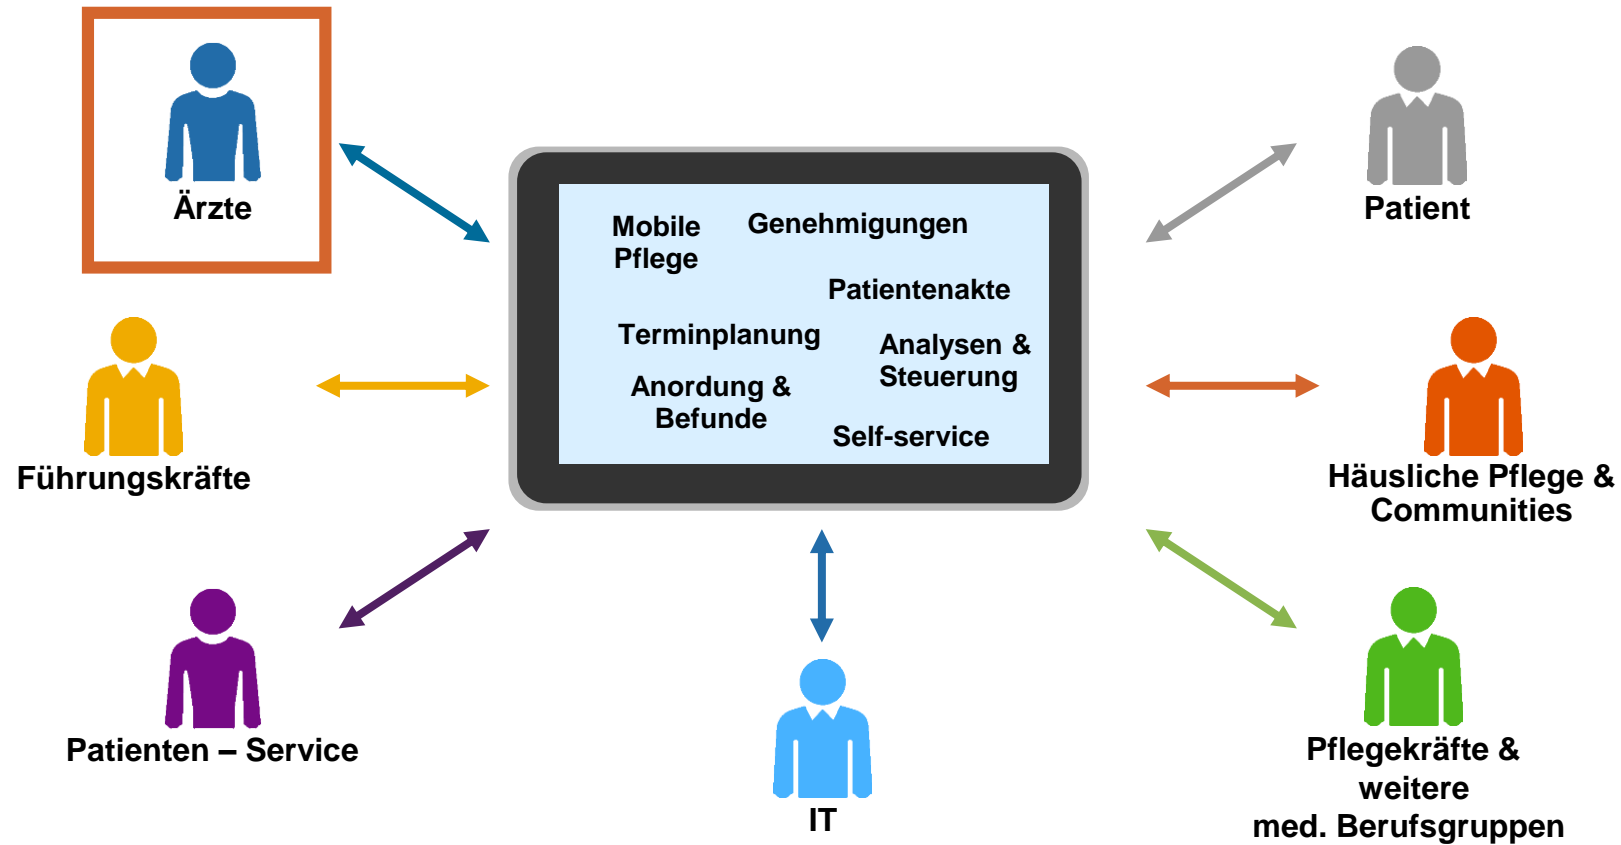 Ärzte
Patient
Mobile
Pflege
Genehmigungen
Patientenakte
Terminplanung
Analysen &
Steuerung
Anordung &
Befunde
Self-service
Führungskräfte
Häusliche Pflege &
Communities
Patienten – Service
IT
Pflegekräfte &
weitere
med. Berufsgruppen